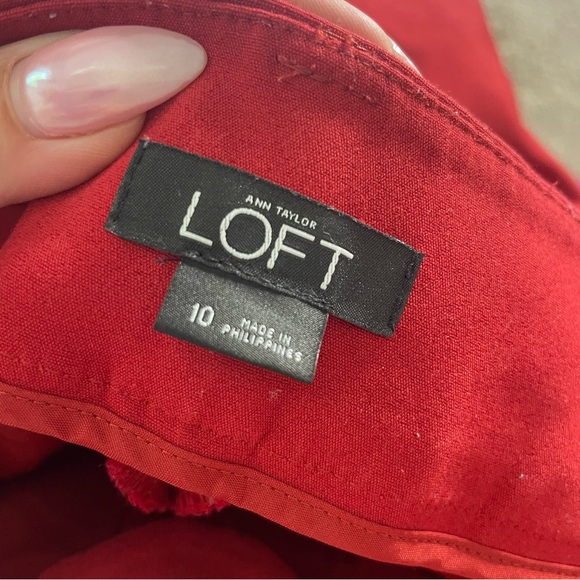 ANN TAYLOR
LOFT
10
MADE IN
PHILIPPINES